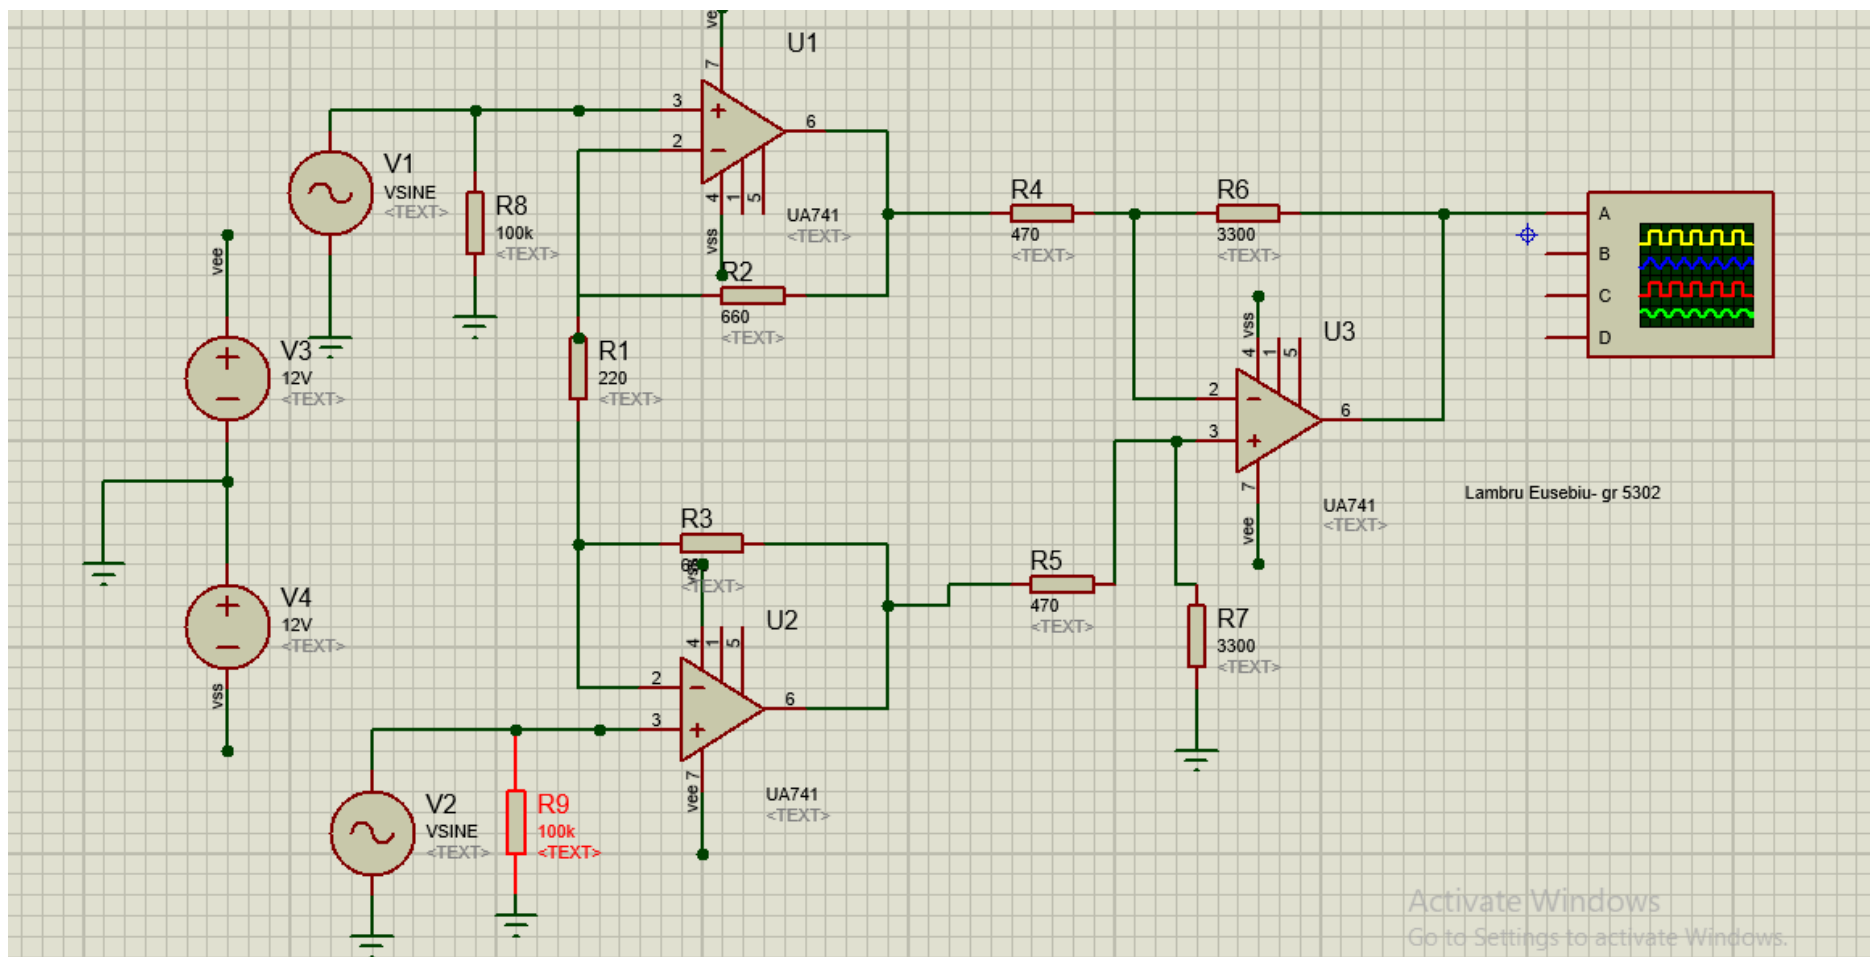 ve
U1
7
3
+
6
2
−
V1
VSINE
<TEXT>
4
1
5
R8
100k
<TEXT>
UA741
<TEXT>
R4
470
<TEXT>
R6
3300
<TEXT>
A
B
C
D
vee
vss
R2
660
<TEXT>
V3
12V
<TEXT>
+
−
R1
220
<TEXT>
vss
4
1
5
U3
2
−
3
+
6
7
vee
UA741
<TEXT>
Lambru Eusebiu- gr 5302
R3
<TEXT>
V4
12V
<TEXT>
+
−
vss
R5
470
<TEXT>
U2
4
1
5
2
−
3
+
6
vee 7
UA741
<TEXT>
R7
3300
<TEXT>
V2
VSINE
<TEXT>
R9
100k
<TEXT>
Activate Windows
Go to Settings to activate Windows.